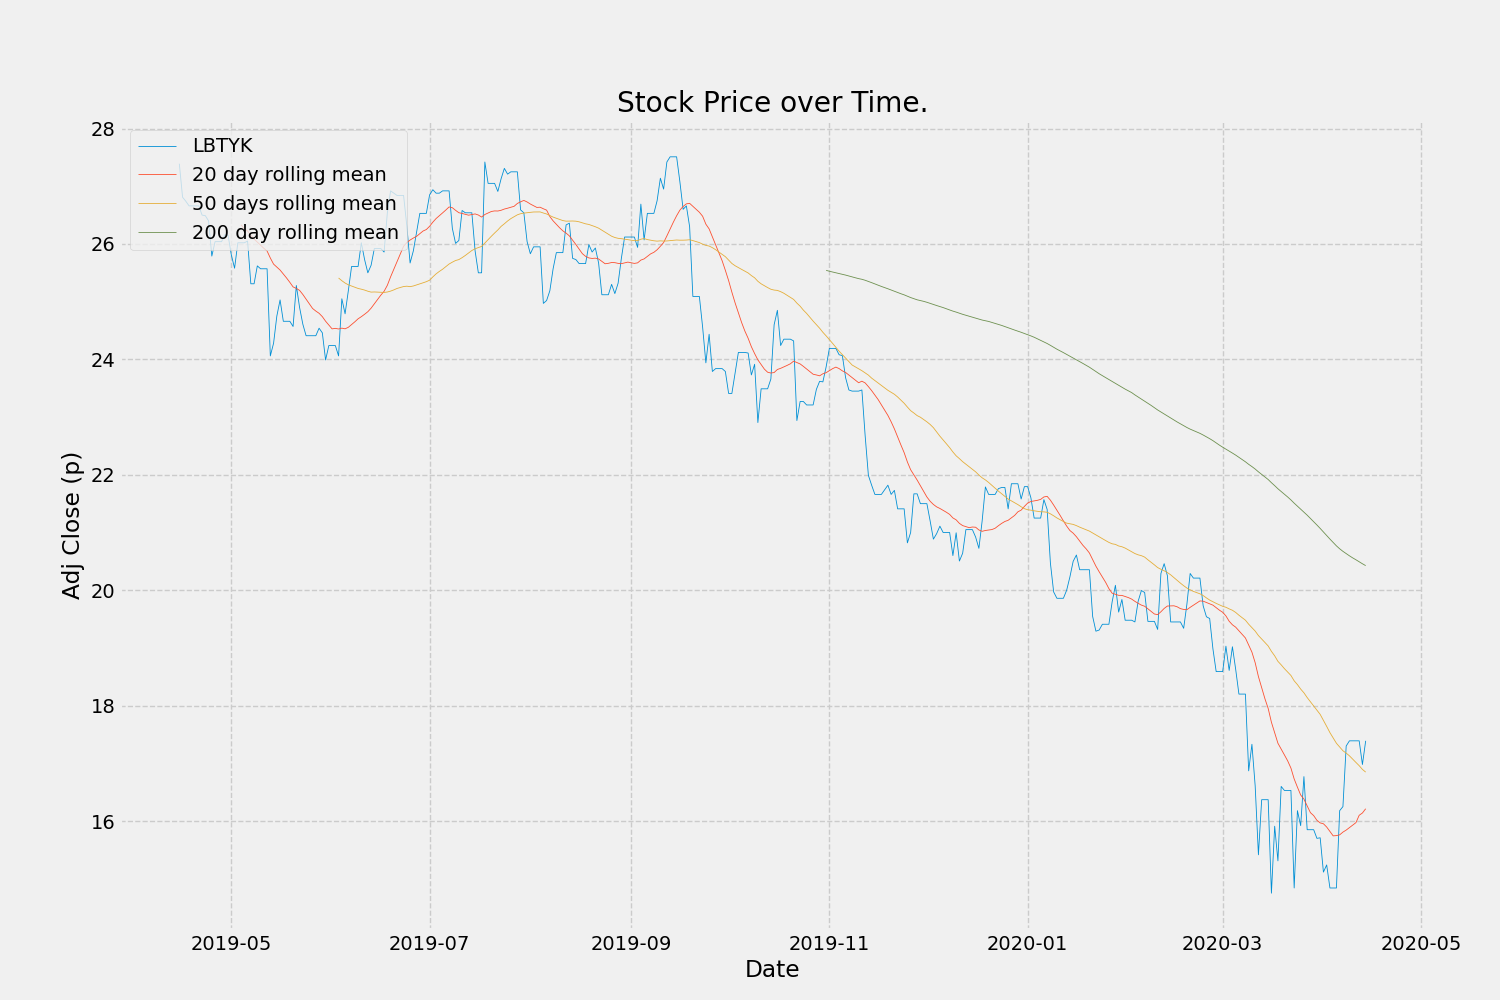 Stock Price over Time.
28
LBTYK
20 day rolling mean
50 days rolling mean
200 day rolling mean
26
24
22
20
18
16
Adj Close (p)
2019-05 2019-07 2019-09 2019-11 2020-01 2020-03 2020-05
Date